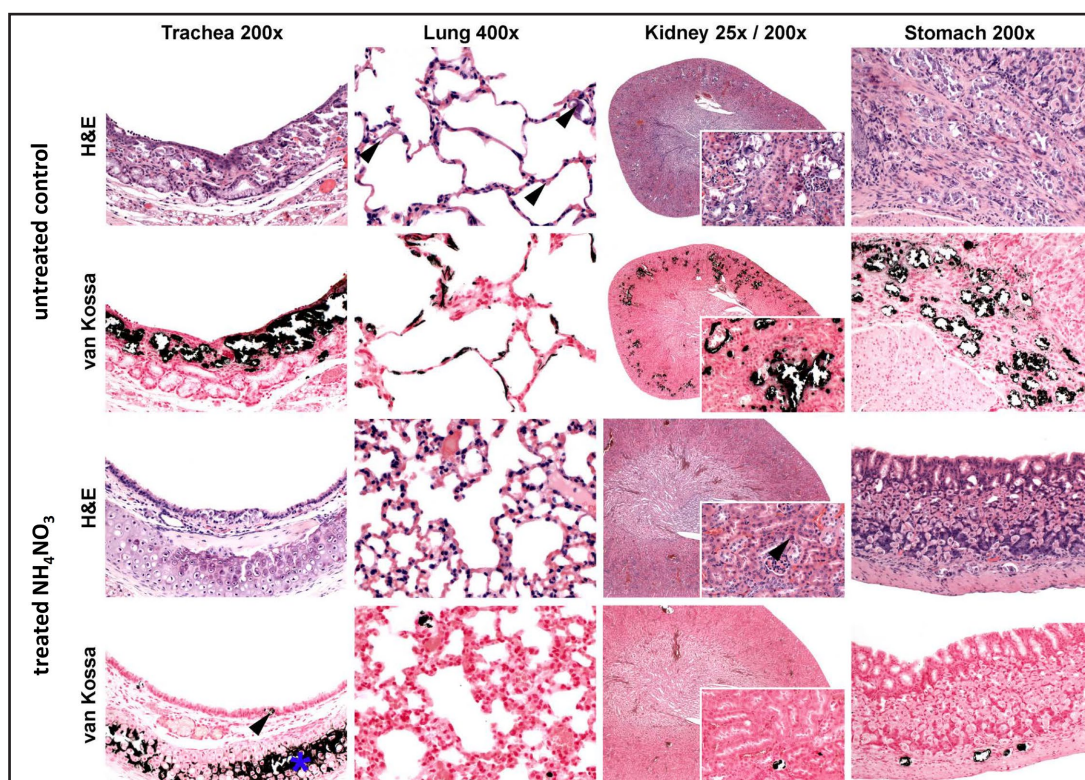 Trachea 200x
Lung 400x
Kidney 25x / 200x
Stomach 200x
untreated control
H&E
van Kossa
treated NH₄NO₃
H&E
van Kossa